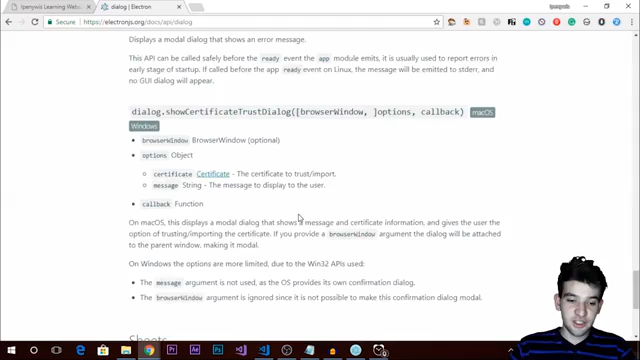 Ipenywis Learning Websit
dialog | Electron
Ipenywis
Secure
https://electronjs.org/docs/api/dialog
Displays a modal dialog that shows an error message.
This API can be called safely before the ready event the app module emits, it is usually used to report errors in
early stage of startup. If called before the app ready event on Linux, the message will be emitted to stderr, and
no GUI dialog will appear.
dialog.showCertificateTrustDialog([browserWindow, ]options, callback) macOS
Windows
browserWindow BrowserWindow (optional)
options Object
certificate Certificate - The certificate to trust/import.
message String - The message to display to the user.
callback Function
On macOS, this displays a modal dialog that shows a message and certificate information, and gives the user the
option of trusting/importing the certificate. If you provide a browserWindow argument the dialog will be attached
to the parent window, making it modal.
On Windows the options are more limited, due to the Win32 APIs used:
The message argument is not used, as the OS provides its own confirmation dialog.
The browserWindow argument is ignored since it is not possible to make this confirmation dialog modal.
Sheets